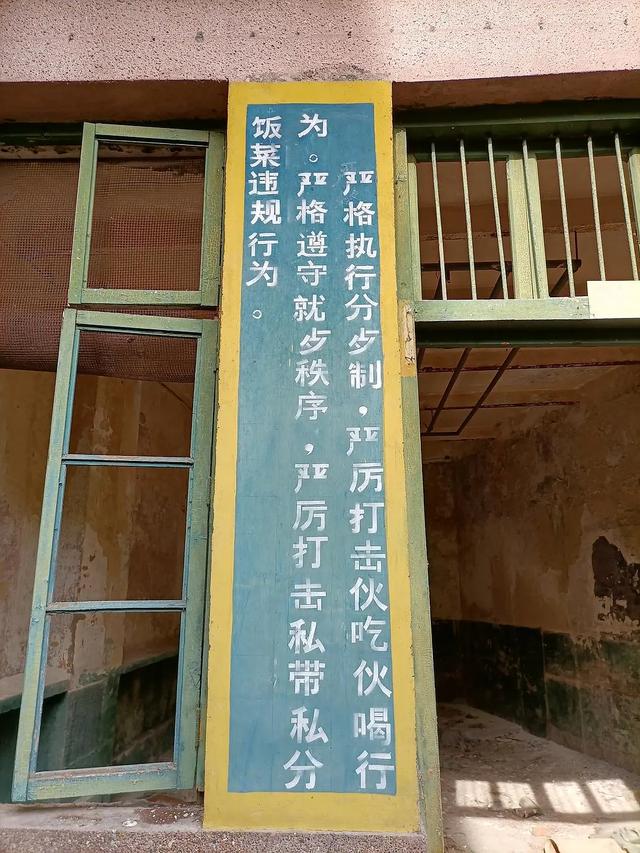 严格执行分歺制，严厉打击伙吃伙喝行
为。严格遵守就歺秩序，严厉打击私带私分
饭菜违规行为。